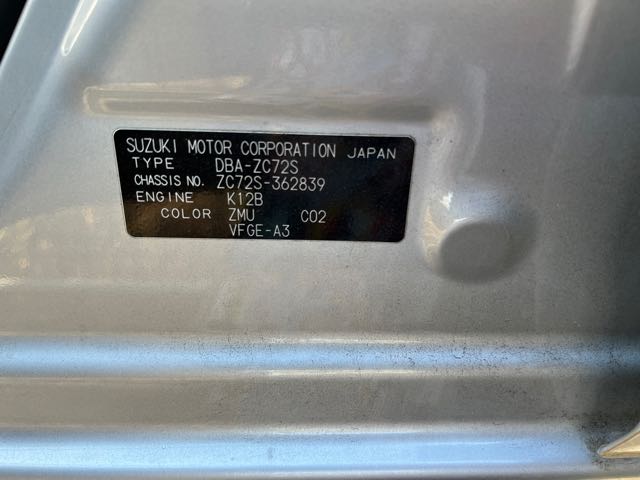 SUZUKI MOTOR CORPORATION JAPAN
TYPE DBA-ZC72S
CHASSIS NO. ZC72S-362839
ENGINE K12B
COLOR ZMU C02
VFGE-A3